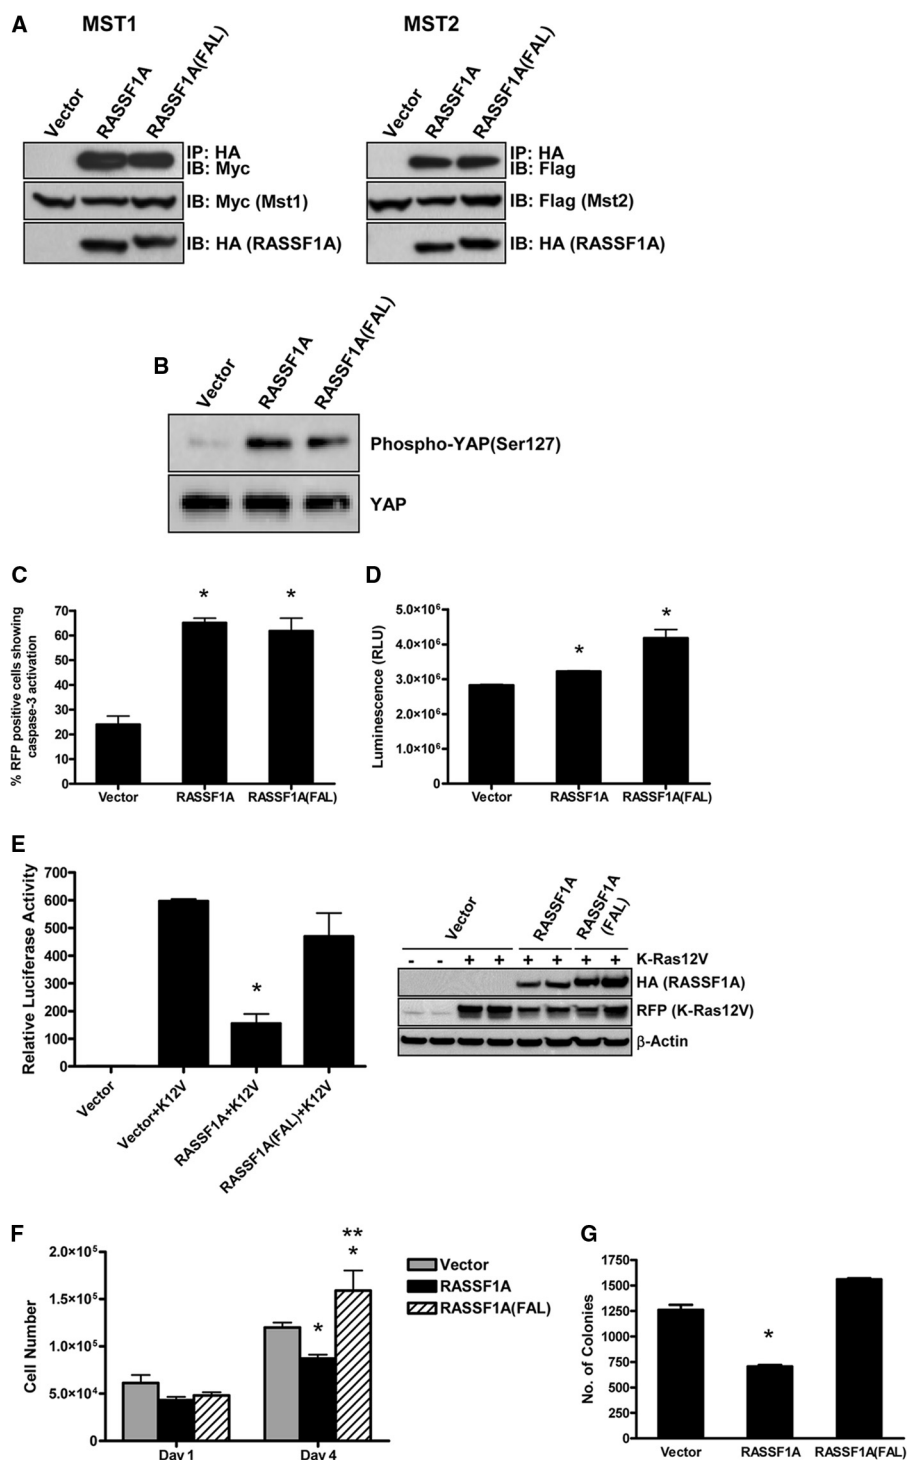 A
MST1
MST2
Vector
RASSF1A
RASSF1A(FAL)
Vector
RASSF1A
RASSF1A(FAL)
IP: HA
IB: Myc
IB: Myc (Mst1)
IB: HA (RASSF1A)
IP: HA
IB: Flag
IB: Flag (Mst2)
IB: HA (RASSF1A)
B
Vector
RASSF1A
RASSF1A(FAL)
Phospho-YAP(Ser127)
YAP
C
% RFP positive cells showing
caspase-3 activation
70
60
50
40
30
20
10
0
*
*
Vector
RASSF1A
RASSF1A(FAL)
D
Luminescence (RLU)
5.0×10⁶
4.0×10⁶
3.0×10⁶
2.0×10⁶
1.0×10⁶
0
*
*
Vector
RASSF1A
RASSF1A(FAL)
E
Relative Luciferase Activity
700
600
500
400
300
200
100
0
*
Vector
Vector+K12V
RASSF1A+K12V
RASSF1A(FAL)+K12V
Vector
RASSF1A
RASSF1A
(FAL)
- - + + + + + + K-Ras12V
HA (RASSF1A)
RFP (K-Ras12V)
β-Actin
F
Cell Number
2.0×10⁵
1.5×10⁵
1.0×10⁵
5.0×10⁴
0
*
**
*
Day 1
Day 4
Vector
RASSF1A
RASSF1A(FAL)
G
No. of Colonies
1750
1500
1250
1000
750
500
250
0
*
Vector
RASSF1A
RASSF1A(FAL)